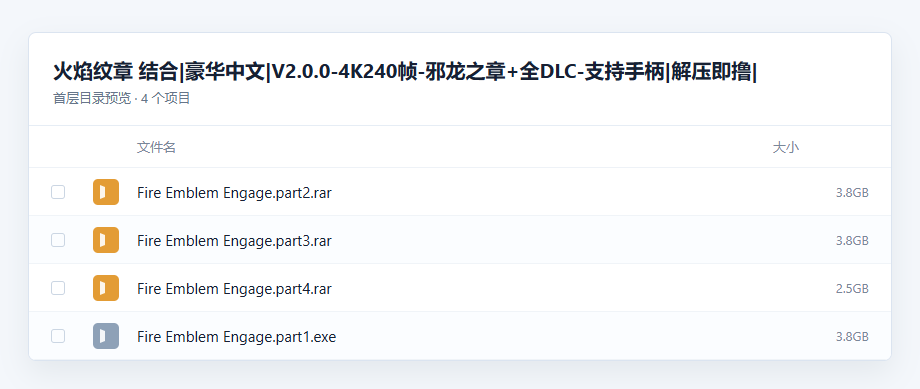 火焰纹章 结合|豪华中文|V2.0.0-4K240帧-邪龙之章+全DLC-支持手柄|解压即撸|
首层目录预览 · 4 个项目
文件名 大小
Fire Emblem Engage.part2.rar 3.8GB
Fire Emblem Engage.part3.rar 3.8GB
Fire Emblem Engage.part4.rar 2.5GB
Fire Emblem Engage.part1.exe 3.8GB